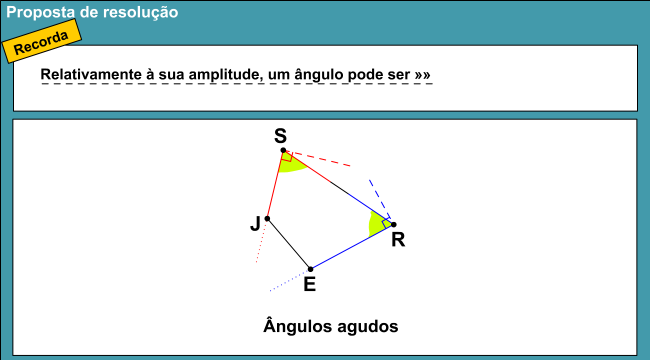 Proposta de resolução
Recorda
Relativamente à sua amplitude, um ângulo pode ser »»
S
J
R
E
Ângulos agudos